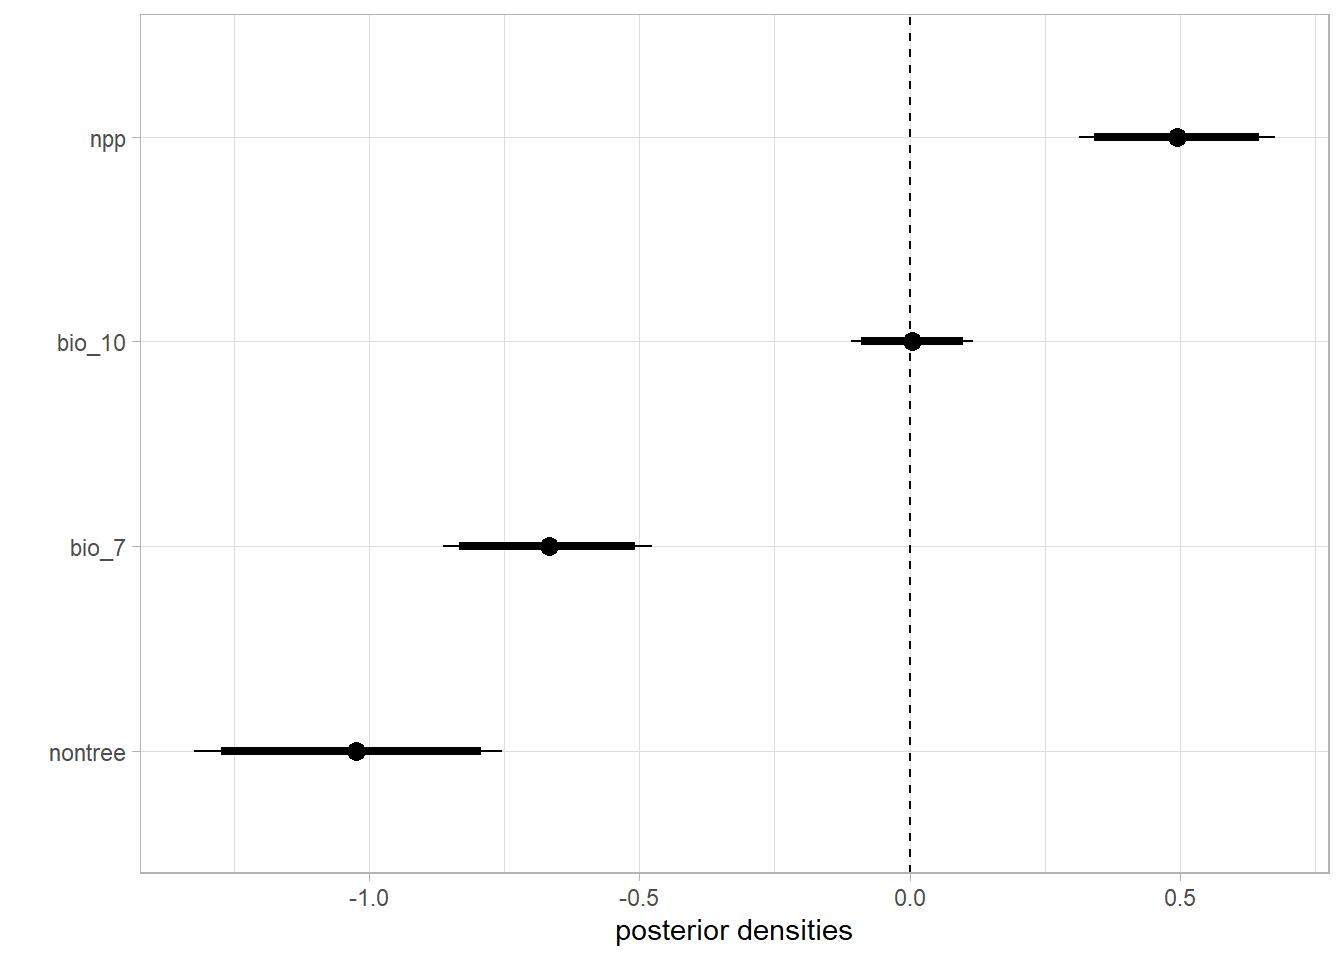 npp
bio_10
bio_7
nontree
-1.0 -0.5 0.0 0.5
posterior densities